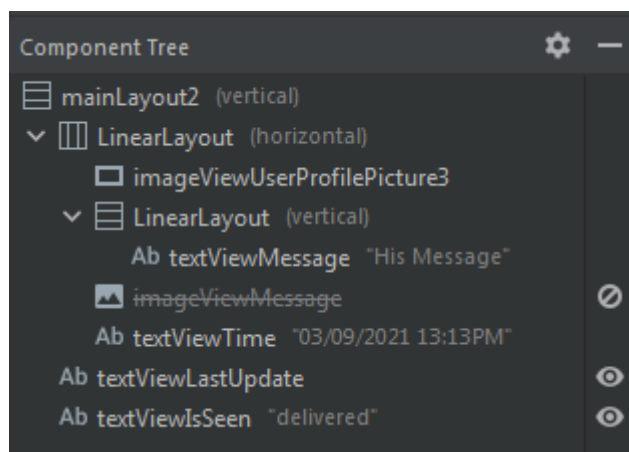 Component Tree
mainLayout2 (vertical)
LinearLayout (horizontal)
imageViewUserProfilePicture3
LinearLayout (vertical)
Ab textViewMessage "His Message"
imageViewMessage
Ab textViewTime "03/09/2021 13:13PM"
Ab textViewLastUpdate
Ab textViewIsSeen "delivered"